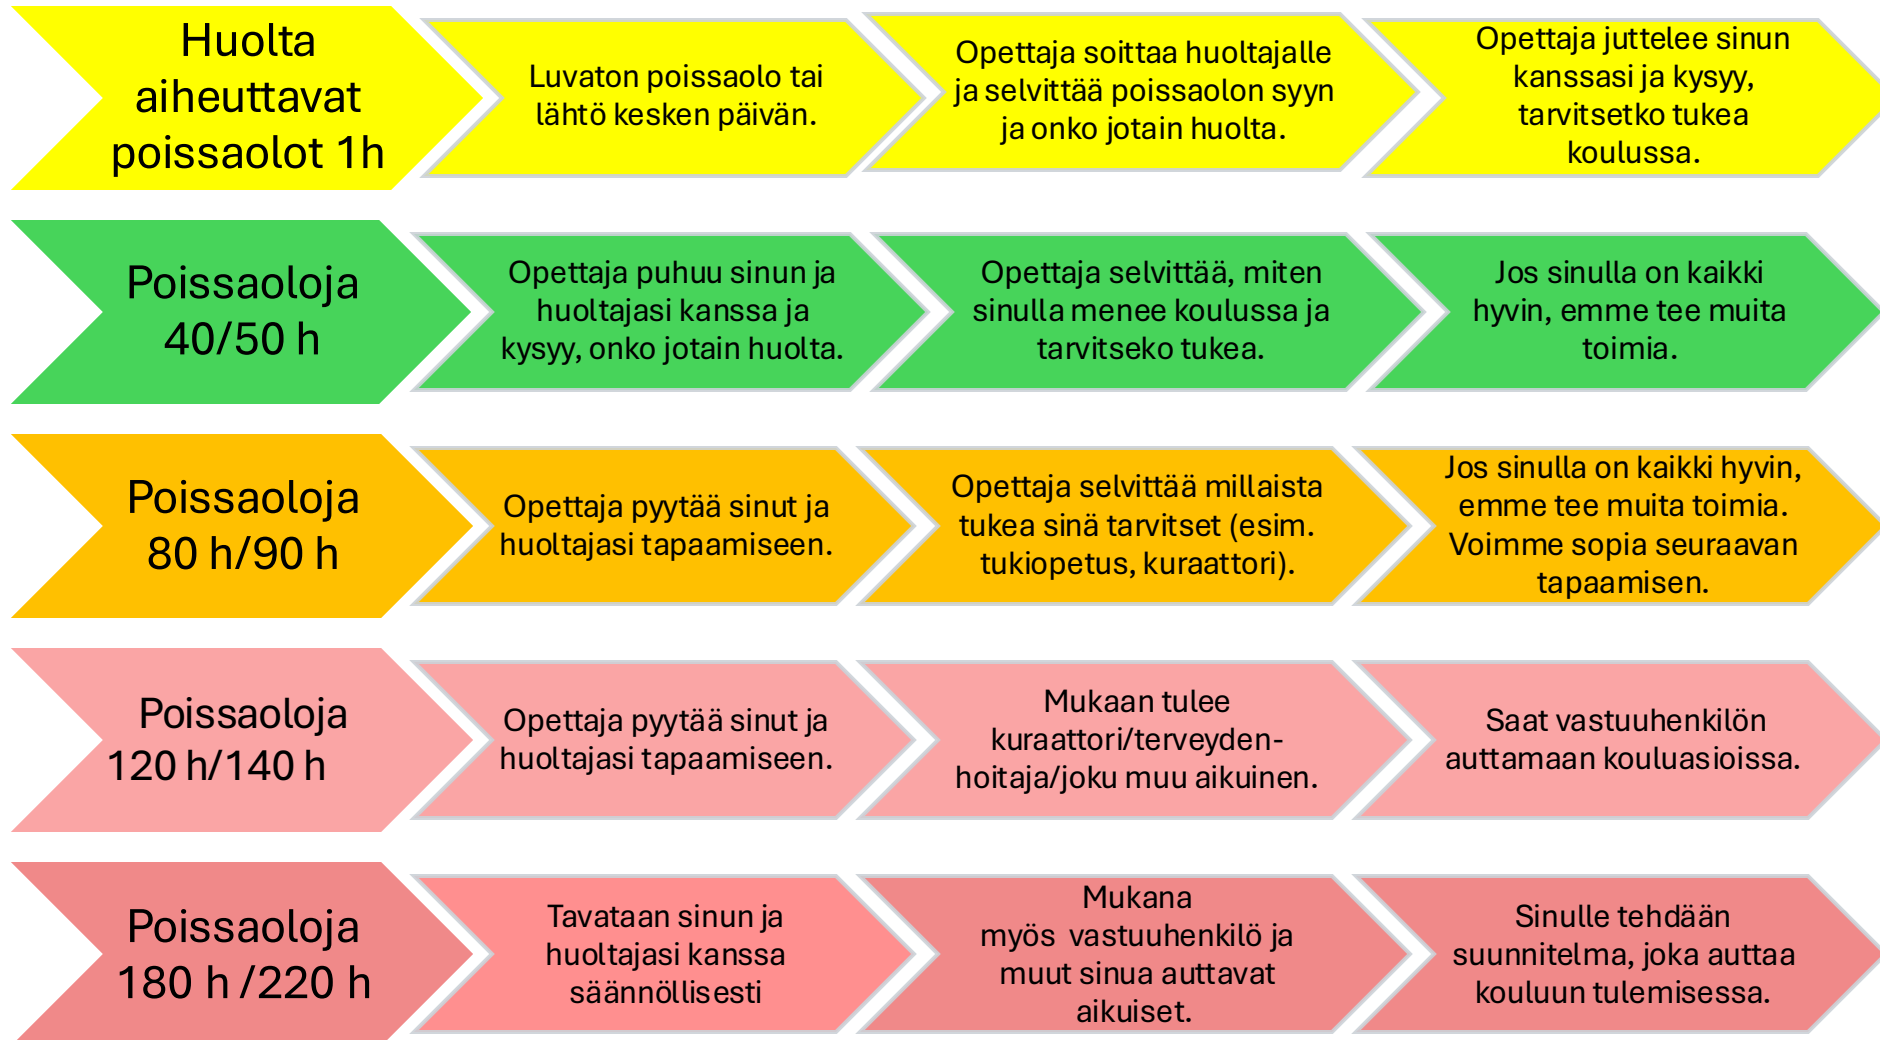 Huolta
aiheuttavat
poissaolot 1h
Luvaton poissaolo tai
lähtö kesken päivän.
Opettaja soittaa huoltajalle
ja selvittää poissaolon syyn
ja onko jotain huolta.
Opettaja juttelee sinun
kanssasi ja kysyy,
tarvitsetko tukea
koulussa.
Poissaoloja
40/50 h
Opettaja puhuu sinun ja
huoltajasi kanssa ja
kysyy, onko jotain huolta.
Opettaja selvittää, miten
sinulla menee koulussa ja
tarvitseko tukea.
Jos sinulla on kaikki
hyvin, emme tee muita
toimia.
Poissaoloja
80 h/90 h
Opettaja pyytää sinut ja
huoltajasi tapaamiseen.
Opettaja selvittää millaista
tukea sinä tarvitset (esim.
tukiopetus, kuraattori).
Jos sinulla on kaikki hyvin,
emme tee muita toimia.
Voimme sopia seuraavan
tapaamisen.
Poissaoloja
120 h/140 h
Opettaja pyytää sinut ja
huoltajasi tapaamiseen.
Mukaan tulee
kuraattori/terveyden-
hoitaja/joku muu aikuinen.
Saat vastuuhenkilön
auttamaan kouluasioissa.
Poissaoloja
180 h /220 h
Tavataan sinun ja
huoltajasi kanssa
säännöllisesti
Mukana
myös  vastuuhenkilö ja
muut sinua auttavat
aikuiset.
Sinulle tehdään
suunnitelma, joka auttaa
kouluun tulemisessa.